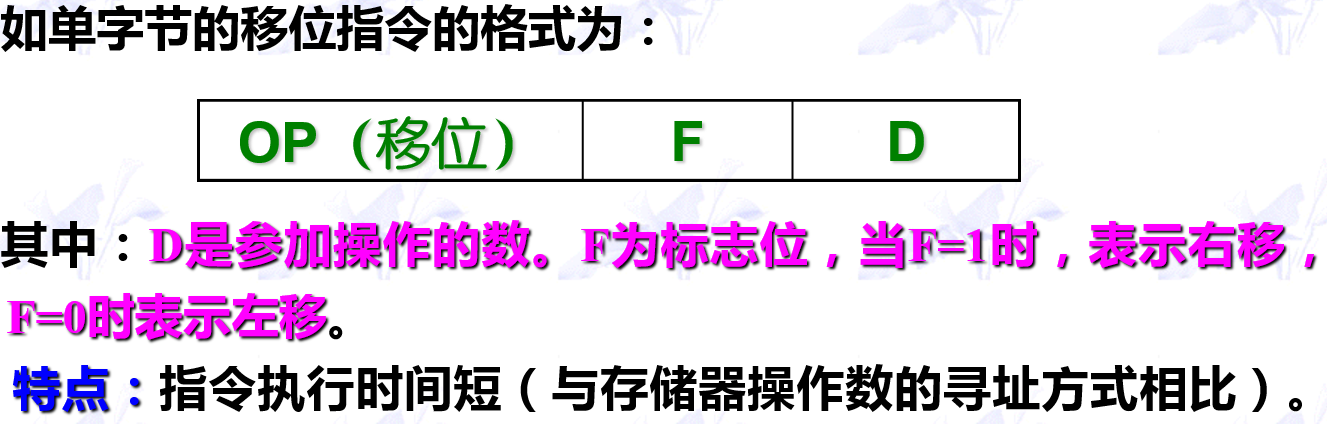 如单字节的移位指令的格式为：
OP（移位） F D
其中：D是参加操作的数。F为标志位，当F=1时，表示右移，
F=0时表示左移。
特点：指令执行时间短（与存储器操作数的寻址方式相比）。